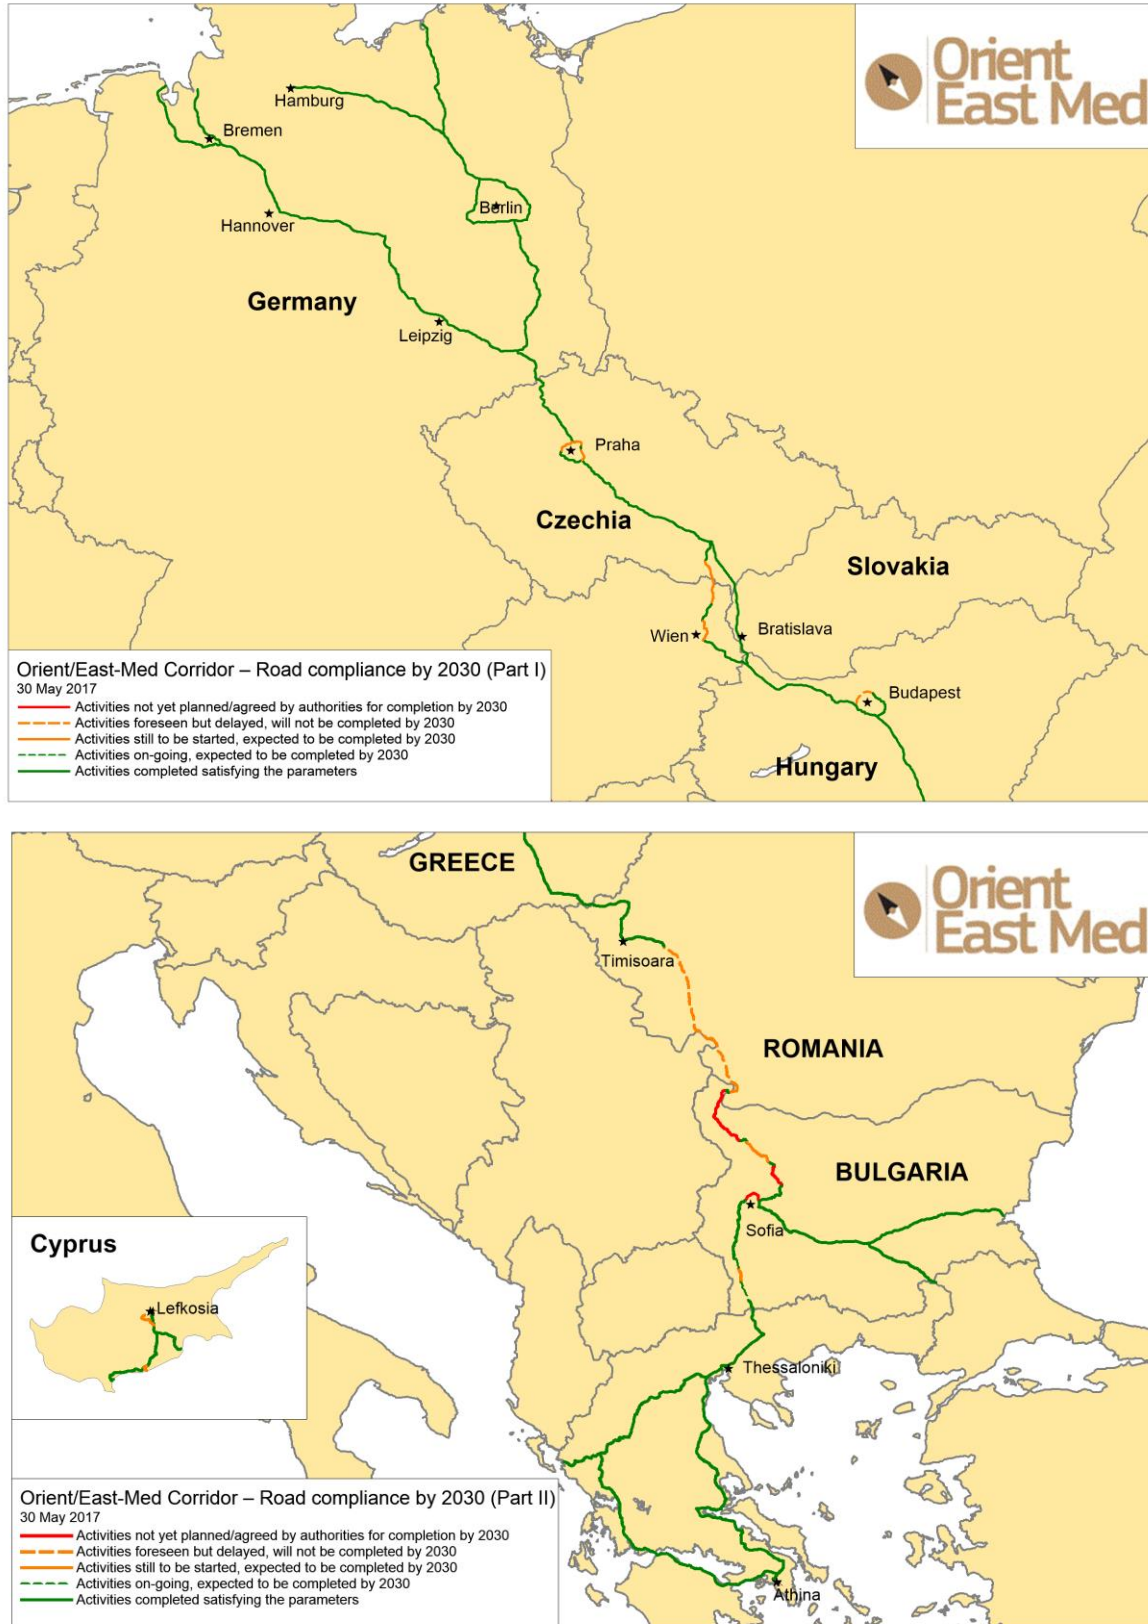 Orient
East Med
Hamburg
Bremen
Berlin
Hannover
Germany
Leipzig
Praha
Czechia
Slovakia
Wien
Bratislava
Budapest
Hungary
Orient/East-Med Corridor – Road compliance by 2030 (Part I)
30 May 2017
Activities not yet planned/agreed by authorities for completion by 2030
Activities foreseen but delayed, will not be completed by 2030
Activities still to be started, expected to be completed by 2030
Activities on-going, expected to be completed by 2030
Activities completed satisfying the parameters
GREECE
Orient
East Med
Timisoara
ROMANIA
BULGARIA
Sofia
Cyprus
Lefkosia
Thessaloniki
Athina
Orient/East-Med Corridor – Road compliance by 2030 (Part II)
30 May 2017
Activities not yet planned/agreed by authorities for completion by 2030
Activities foreseen but delayed, will not be completed by 2030
Activities still to be started, expected to be completed by 2030
Activities on-going, expected to be completed by 2030
Activities completed satisfying the parameters